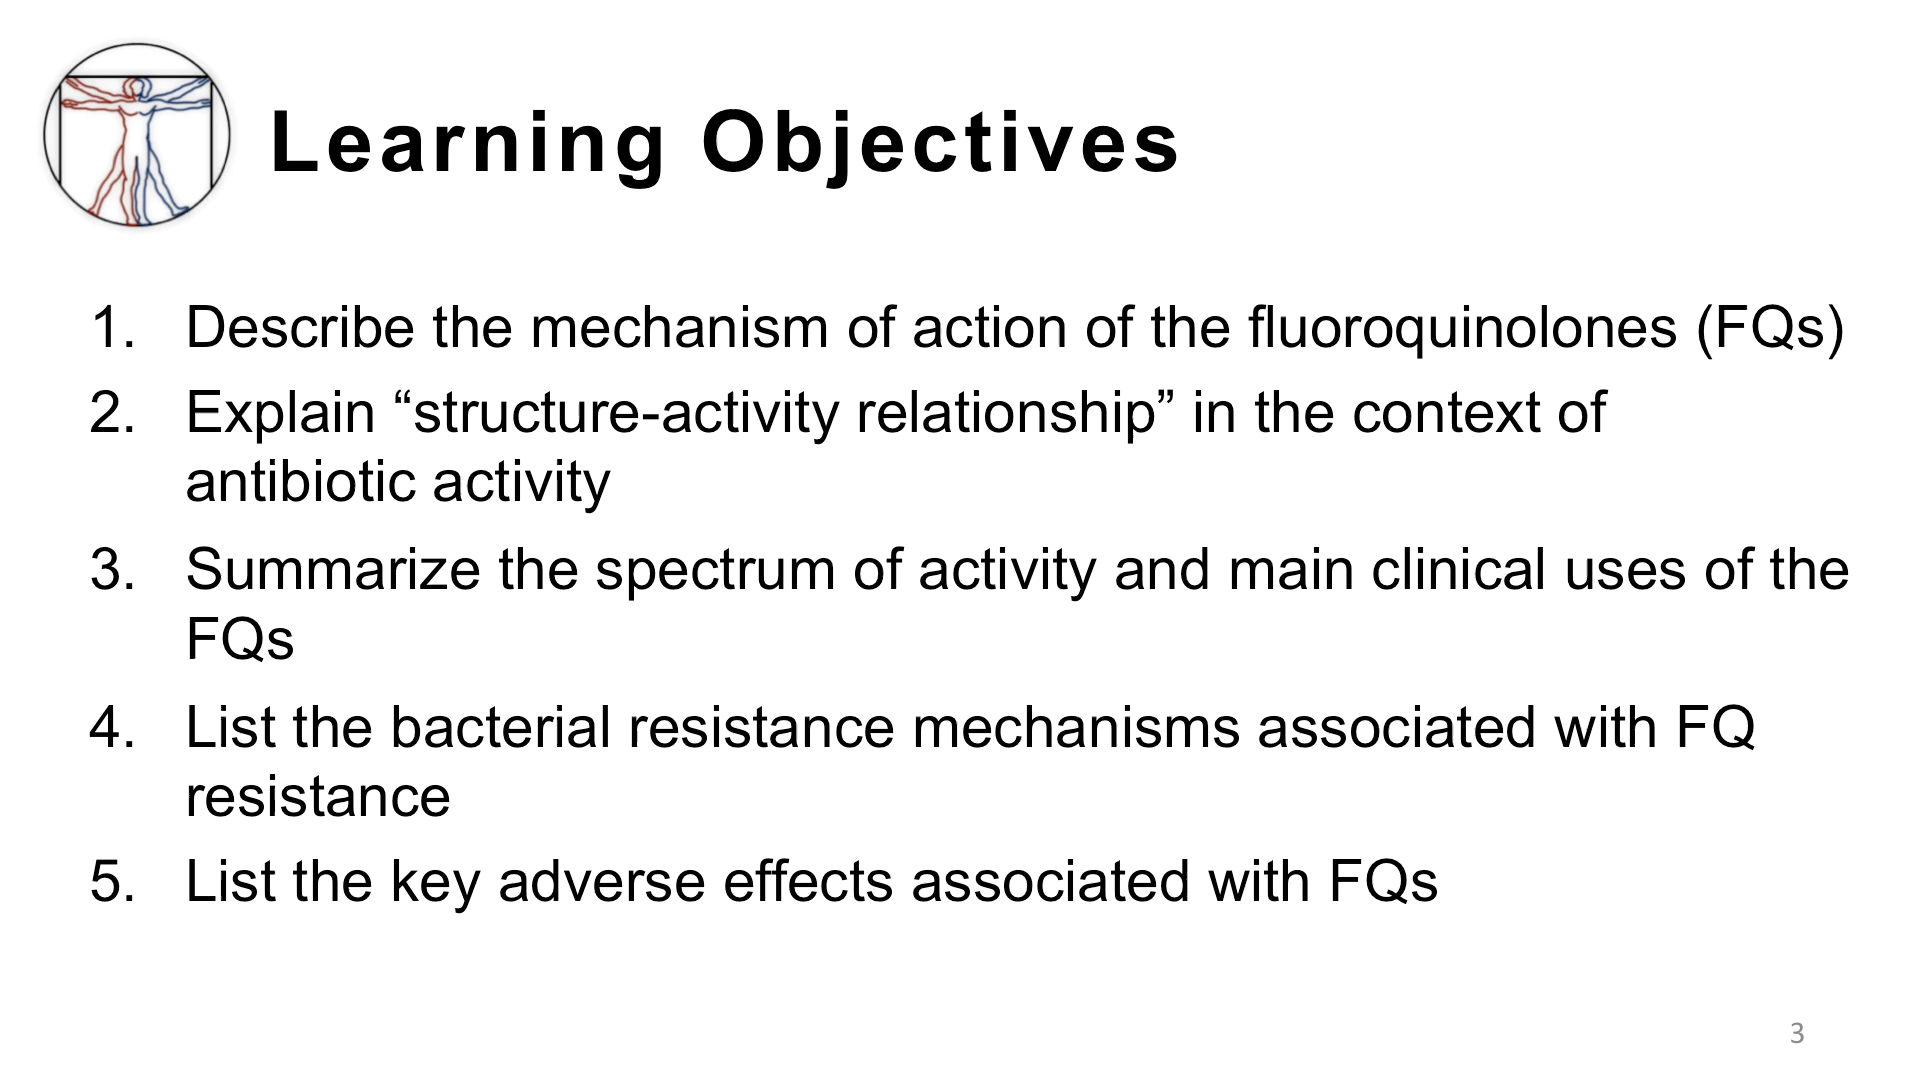 Learning Objectives
1. Describe the mechanism of action of the fluoroquinolones (FQs)
2. Explain “structure-activity relationship” in the context of
antibiotic activity
3. Summarize the spectrum of activity and main clinical uses of the
FQs
4. List the bacterial resistance mechanisms associated with FQ
resistance
5. List the key adverse effects associated with FQs
3